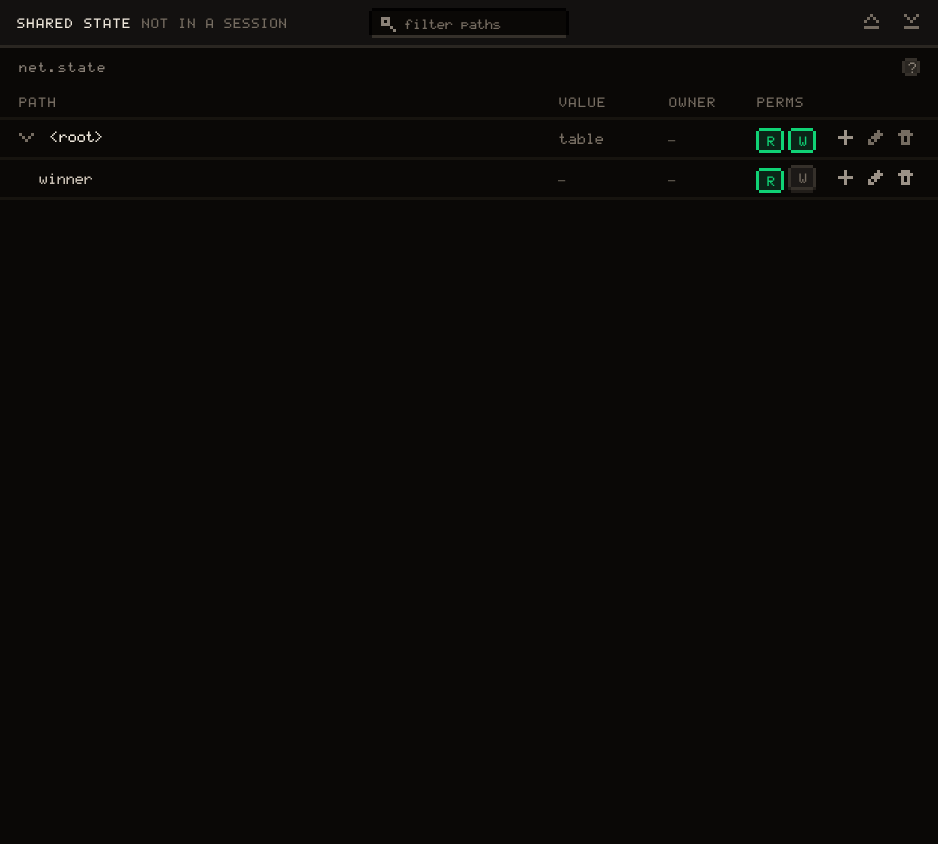 SHARED STATE NOT IN A SESSION filter paths
net.state ?
PATH VALUE OWNER PERMS
<root> table – R W
winner – – R W